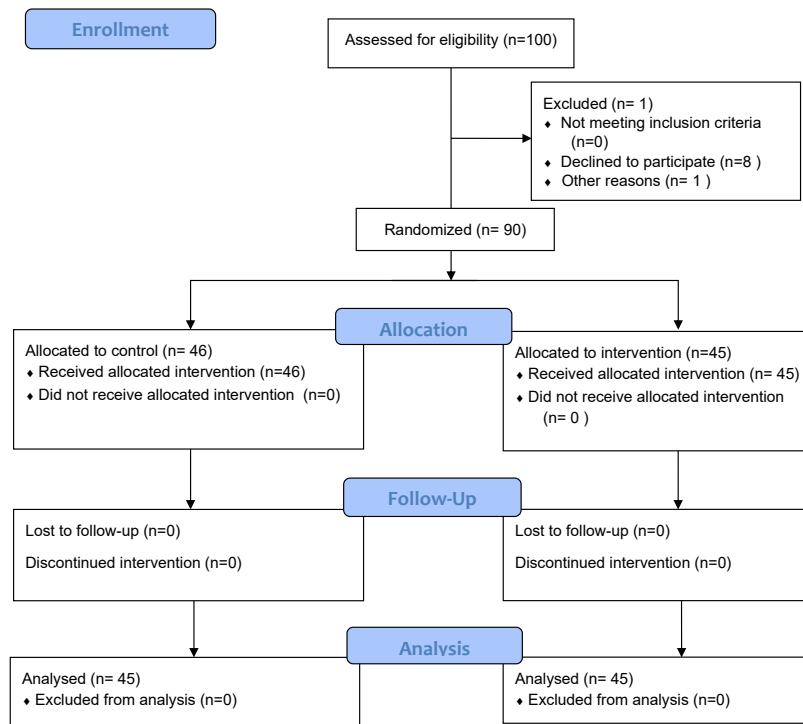 Enrollment
Assessed for eligibility (n=100)
Excluded (n= 1)
♦ Not meeting inclusion criteria
(n=0)
♦ Declined to participate (n=8 )
♦ Other reasons (n= 1 )
Randomized (n= 90)
Allocation
Allocated to control (n= 46)
♦ Received allocated intervention (n=46)
♦ Did not receive allocated intervention (n=0)
Allocated to intervention (n=45)
♦ Received allocated intervention (n= 45)
♦ Did not receive allocated intervention
(n= 0 )
Follow-Up
Lost to follow-up (n=0)
Discontinued intervention (n=0)
Lost to follow-up (n=0)
Discontinued intervention (n=0)
Analysis
Analysed (n= 45)
♦ Excluded from analysis (n=0)
Analysed (n= 45)
♦ Excluded from analysis (n=0)